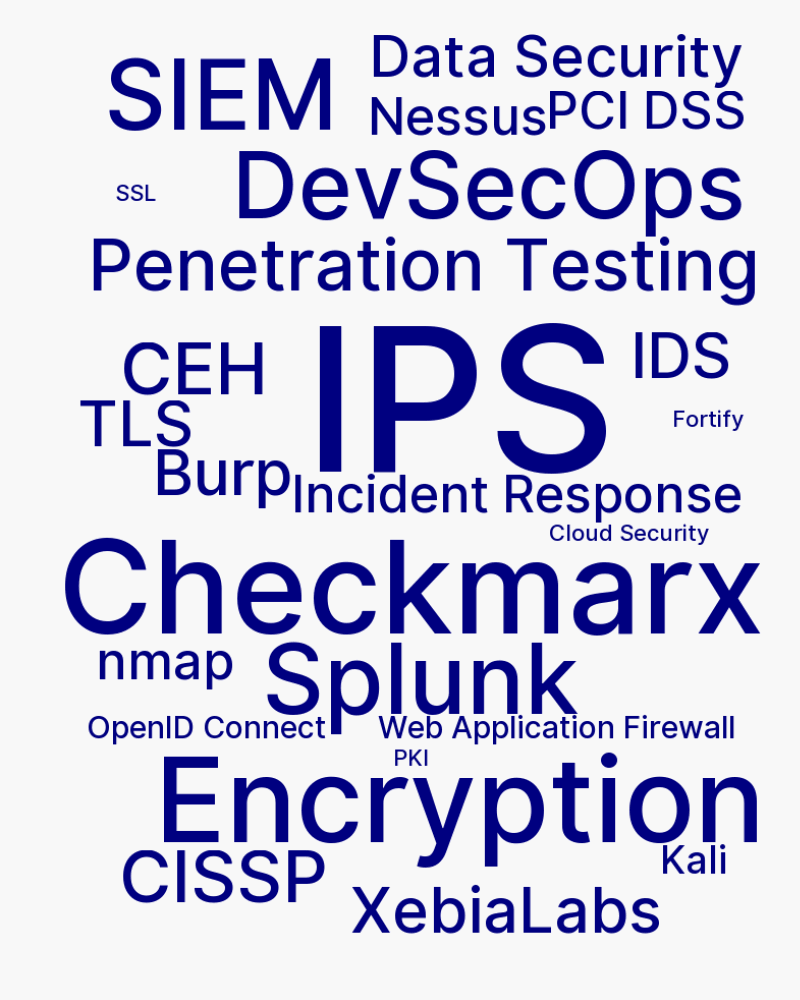 SIEM
Data Security
Nessus
PCI DSS
SSL
DevSecOps
Penetration Testing
CEH
IPS
IDS
TLS
Fortify
Burp
Incident Response
Cloud Security
Checkmarx
nmap
Splunk
OpenID Connect
Web Application Firewall
PKI
Encryption
CISSP
Kali
XebiaLabs